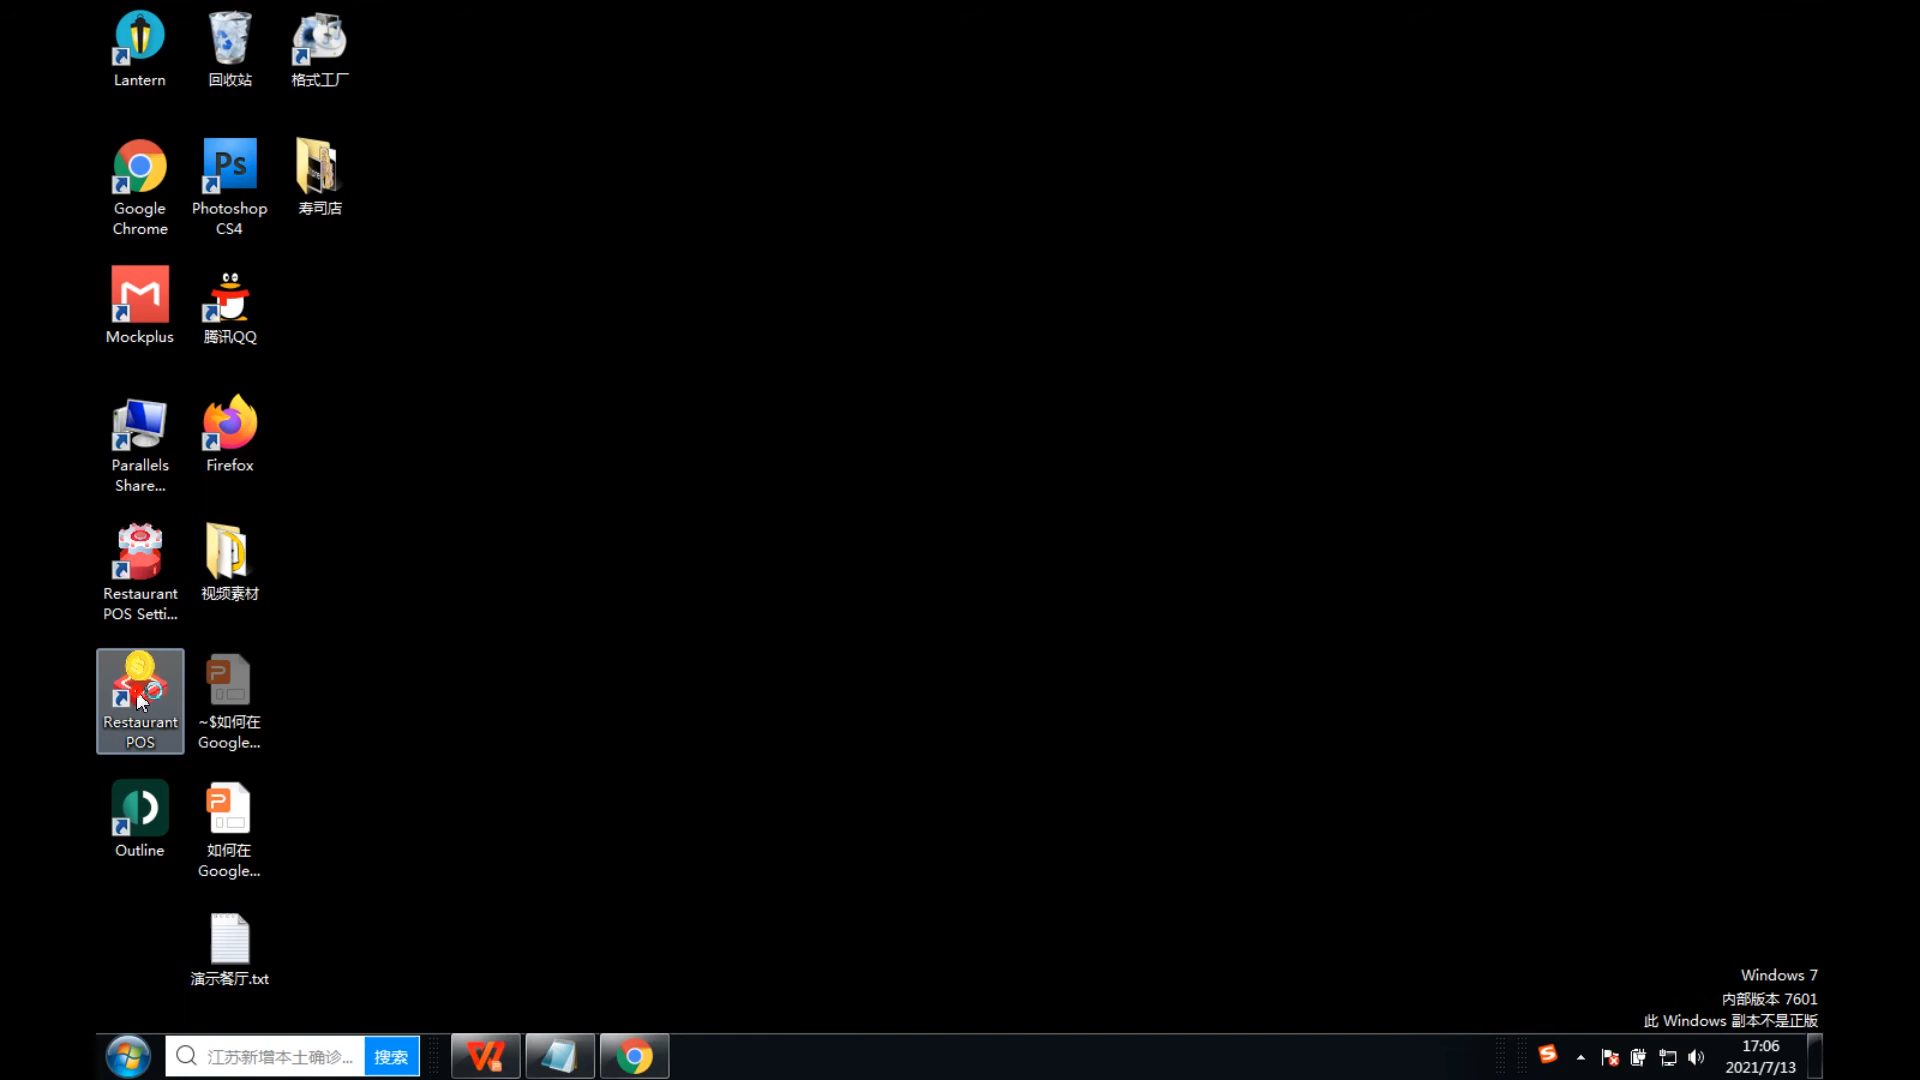 Lantern
回收站
格式工厂
Google
Chrome
Ps
Photoshop
CS4
寿司店
Mockplus
腾讯QQ
Parallels
Share...
Firefox
Restaurant
POS Setti...
视频素材
Restaurant
POS
~$如何在
Google...
Outline
如何在
Google...
演示餐厅.txt
Windows 7
内部版本 7601
此 Windows 副本不是正版
江苏新增本土确诊...
搜索
17:06
2021/7/13